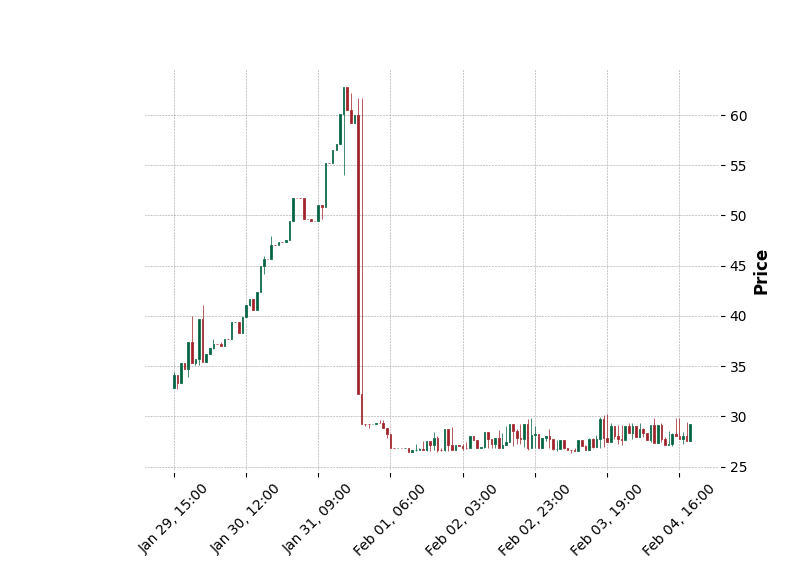 60
55
50
45
40
35
30
25
Price
Jan 29, 15:00
Jan 30, 12:00
Jan 31, 09:00
Feb 01, 06:00
Feb 02, 03:00
Feb 02, 23:00
Feb 03, 19:00
Feb 04, 16:00